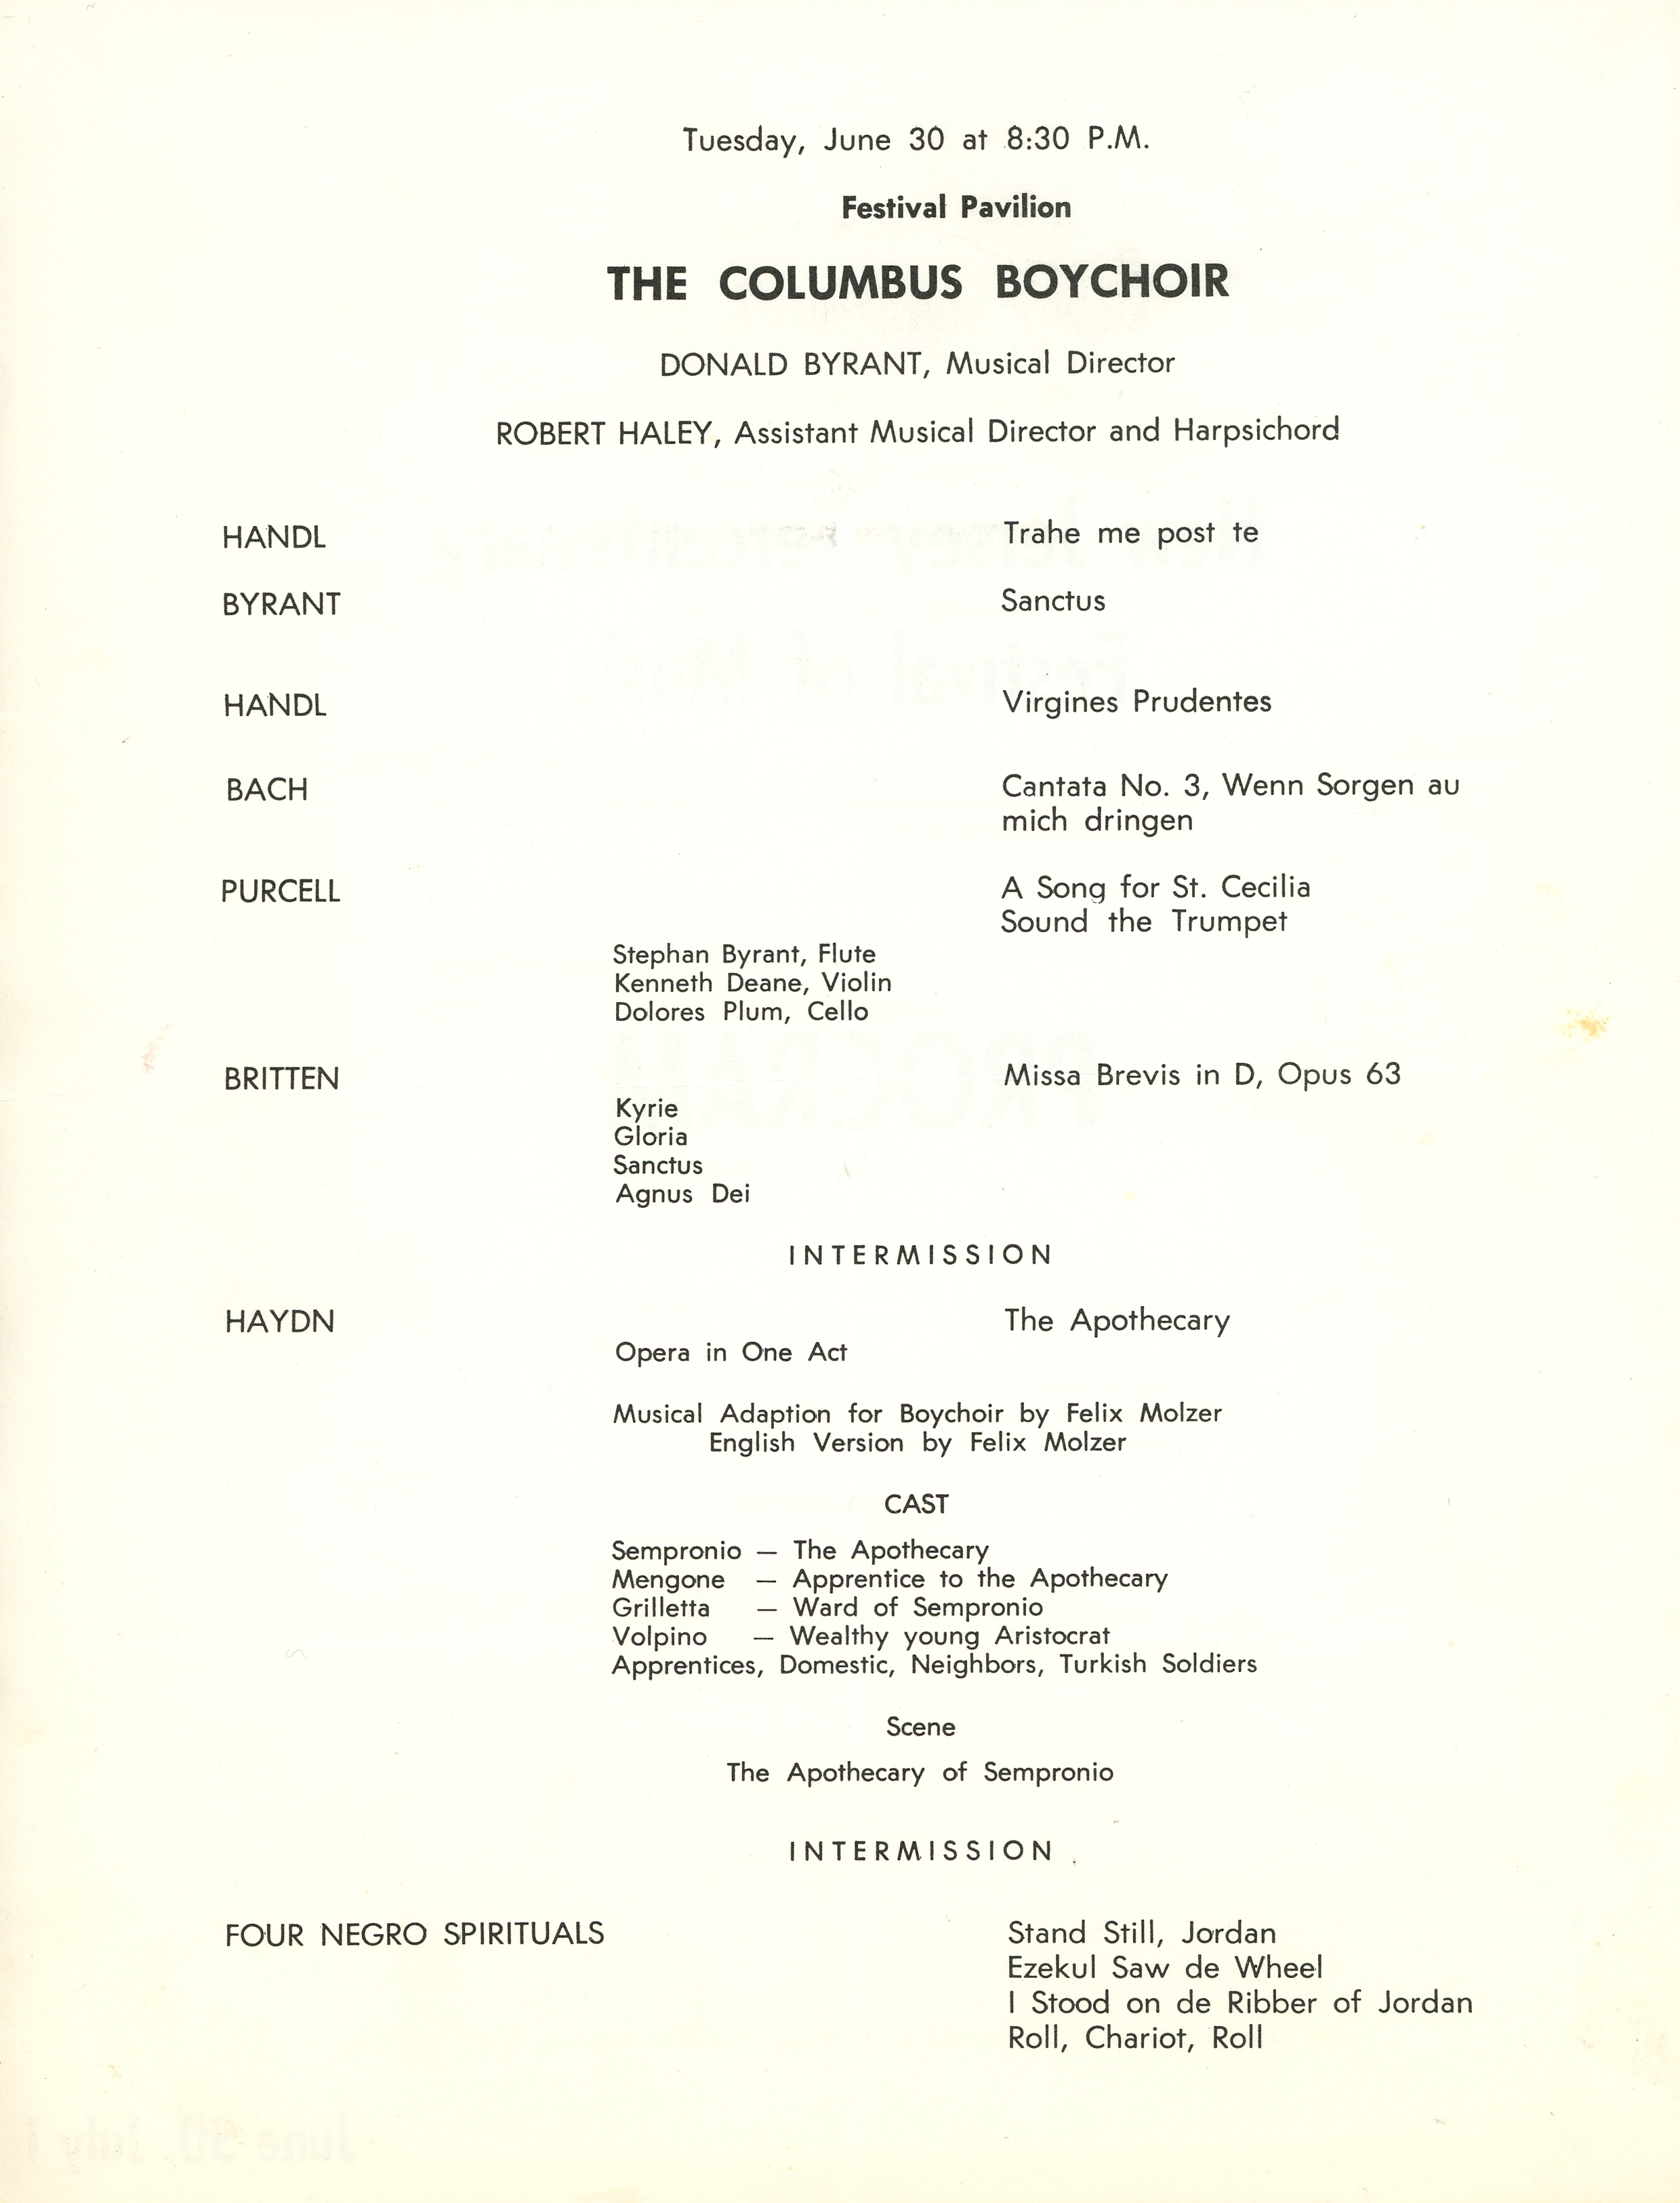 Tuesday, June 30 at 8:30 P.M.
Festival Pavilion
THE COLUMBUS BOYCHOIR
DONALD BYRANT, Musical Director
ROBERT HALEY, Assistant Musical Director and Harpsichord
HANDL Trahe me post te
BYRANT Sanctus
HANDL Virgines Prudentes
BACH Cantata No. 3, Wenn Sorgen au
mich dringen
PURCELL A Song for St. Cecilia
Sound the Trumpet
Stephan Byrant, Flute
Kenneth Deane, Violin
Dolores Plum, Cello
BRITTEN Missa Brevis in D, Opus 63
Kyrie
Gloria
Sanctus
Agnus Dei
INTERMISSION
HAYDN The Apothecary
Opera in One Act
Musical Adaption for Boychoir by Felix Molzer
English Version by Felix Molzer
CAST
Sempronio — The Apothecary
Mengone — Apprentice to the Apothecary
Grilletta — Ward of Sempronio
Volpino — Wealthy young Aristocrat
Apprentices, Domestic, Neighbors, Turkish Soldiers
Scene
The Apothecary of Sempronio
INTERMISSION
FOUR NEGRO SPIRITUALS Stand Still, Jordan
Ezekul Saw de Wheel
I Stood on de Ribber of Jordan
Roll, Chariot, Roll